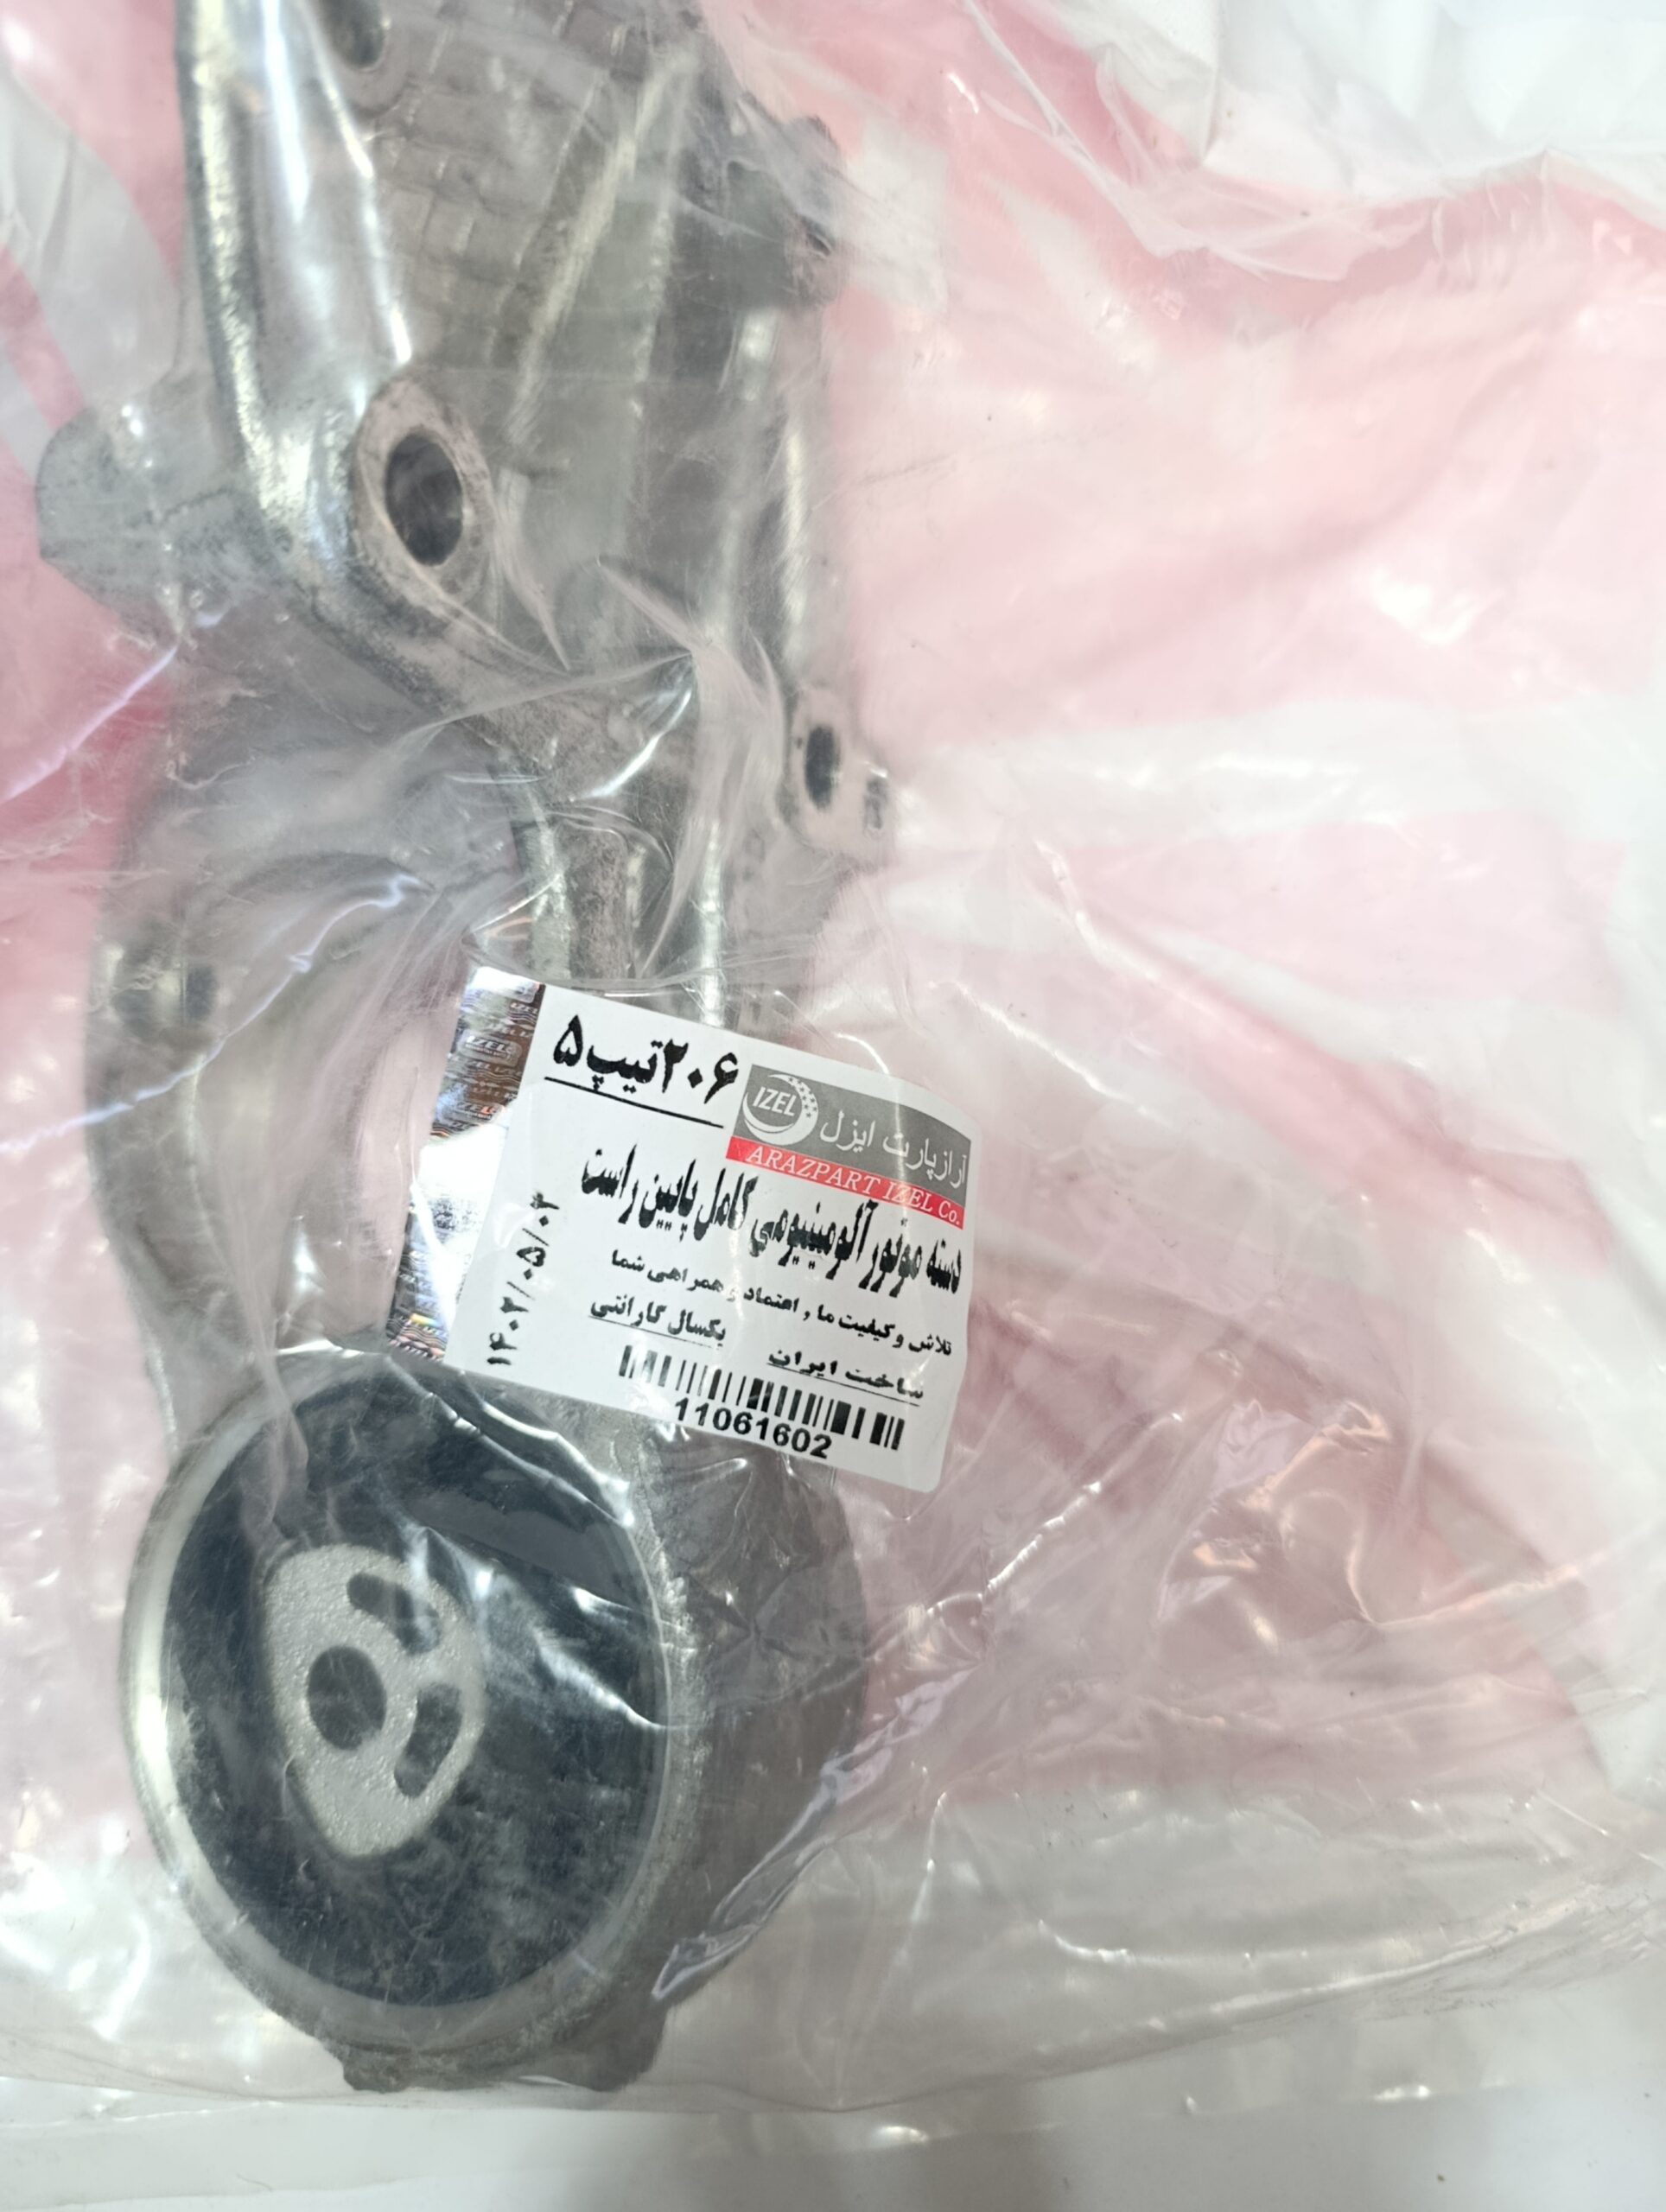 ۲۰۶تیپ۵
IZEL
آرازپارت ایزل
ARAZPART IZEL Co.
دسته موتور آلومینیومی کامل پایین راست
تلاش و کیفیت ما , اعتماد و همراهی شما
یکسال گارانتی
ساخت ایران
۱۴۰۲/۰۵/۰۲
11061602